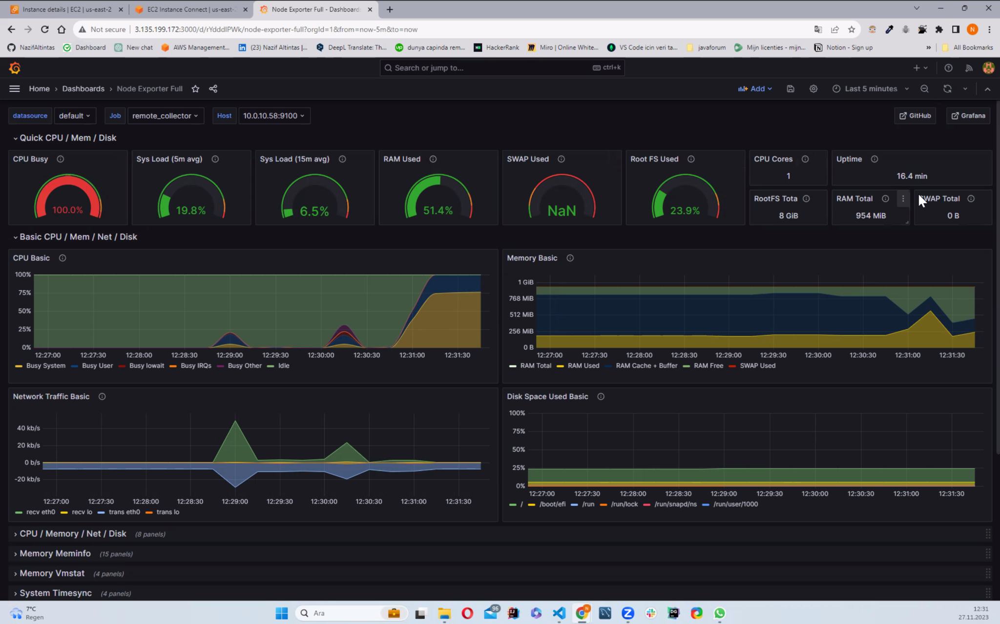 Instance details | EC2 | us-east-2
EC2 Instance Connect | us-east-2
Node Exporter Full - Dashboard
Not secure
3.135.199.172:3000/d/rYdddlPWk/node-exporter-full?orgId=1&from=now-5m&to=now
N
NazifAltintas
Dashboard
New chat
AWS Management...
(23) Nazif Altintas |...
DeepL Translate: Th...
dunya capinda rem...
HackerRank
Miro | Online White...
VS Code icin veri ta...
javaforum
Mijn licenties - mijn...
Notion - Sign up
»
All Bookmarks
Search or jump to...
ctrl+k
Home › Dashboards › Node Exporter Full
Add
Last 5 minutes
datasource
default
Job
remote_collector
Host
10.0.10.58:9100
GitHub
Grafana
Quick CPU / Mem / Disk
CPU Busy
100.0%
Sys Load (5m avg)
19.8%
Sys Load (15m avg)
6.5%
RAM Used
51.4%
SWAP Used
NaN
Root FS Used
23.9%
CPU Cores
1
Uptime
16.4 min
RootFS Tota
8 GiB
RAM Total
954 MiB
WAP Total
0 B
Basic CPU / Mem / Net / Disk
CPU Basic
100%
75%
50%
25%
0%
12:27:00 12:27:30 12:28:00 12:28:30 12:29:00 12:29:30 12:30:00 12:30:30 12:31:00 12:31:30
Busy System Busy User Busy Iowait Busy IRQs Busy Other Idle
Memory Basic
1 GiB
768 MiB
512 MiB
256 MiB
0 B
12:27:00 12:27:30 12:28:00 12:28:30 12:29:00 12:29:30 12:30:00 12:30:30 12:31:00 12:31:30
RAM Total RAM Used RAM Cache + Buffer RAM Free SWAP Used
Network Traffic Basic
40 kb/s
20 kb/s
0 b/s
-20 kb/s
12:27:00 12:27:30 12:28:00 12:28:30 12:29:00 12:29:30 12:30:00 12:30:30 12:31:00 12:31:30
recv eth0 recv lo trans eth0 trans lo
Disk Space Used Basic
100%
75%
50%
25%
0%
12:27:00 12:27:30 12:28:00 12:28:30 12:29:00 12:29:30 12:30:00 12:30:30 12:31:00 12:31:30
/ /boot/efi /run /run/lock /run/snapd/ns /run/user/1000
CPU / Memory / Net / Disk (8 panels)
Memory Meminfo (15 panels)
Memory Vmstat (4 panels)
System Timesync (4 panels)
7°C
Regen
Ara
96
12:31
27.11.2023